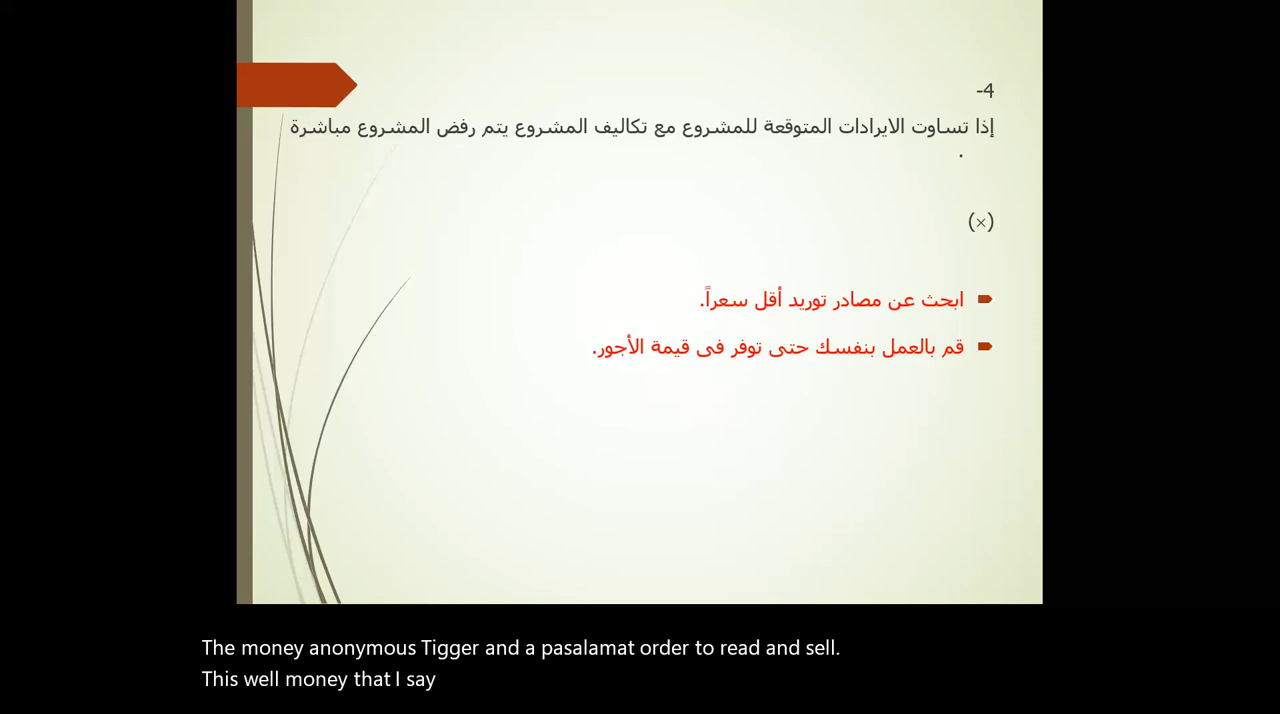 4-
إذا تساوت الايرادات المتوقعة للمشروع مع تكاليف المشروع يتم رفض المشروع مباشرة
.
(×)
ابحث عن مصادر توريد أقل سعراً.
قم بالعمل بنفسك حتى توفر فى قيمة الأجور.
The money anonymous Tigger and a pasalamat order to read and sell.
This well money that I say